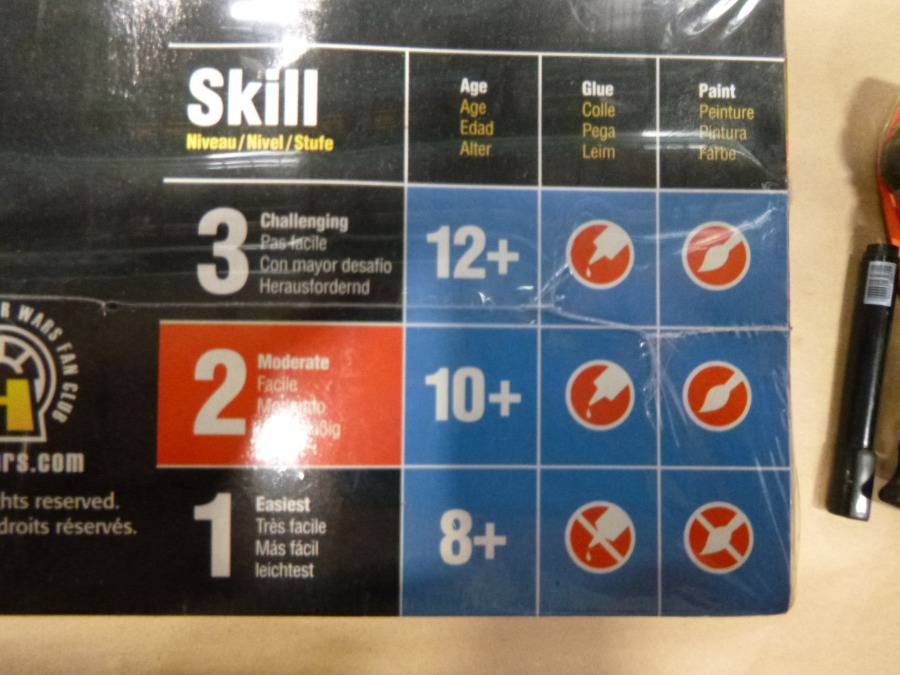 Skill
Niveau / Nivel / Stufe
Age
Age
Edad
Alter
Glue
Colle
Pega
Leim
Paint
Peinture
Pintura
Farbe
3
Challenging
Pas facile
Con mayor desafío
Herausfordernd
12+
2
Moderate
Facile
10+
1
Easiest
Très facile
Más fácil
leichtest
8+
R WARS FAN CLUB
H
rs.com
hts reserved.
droits réservés.